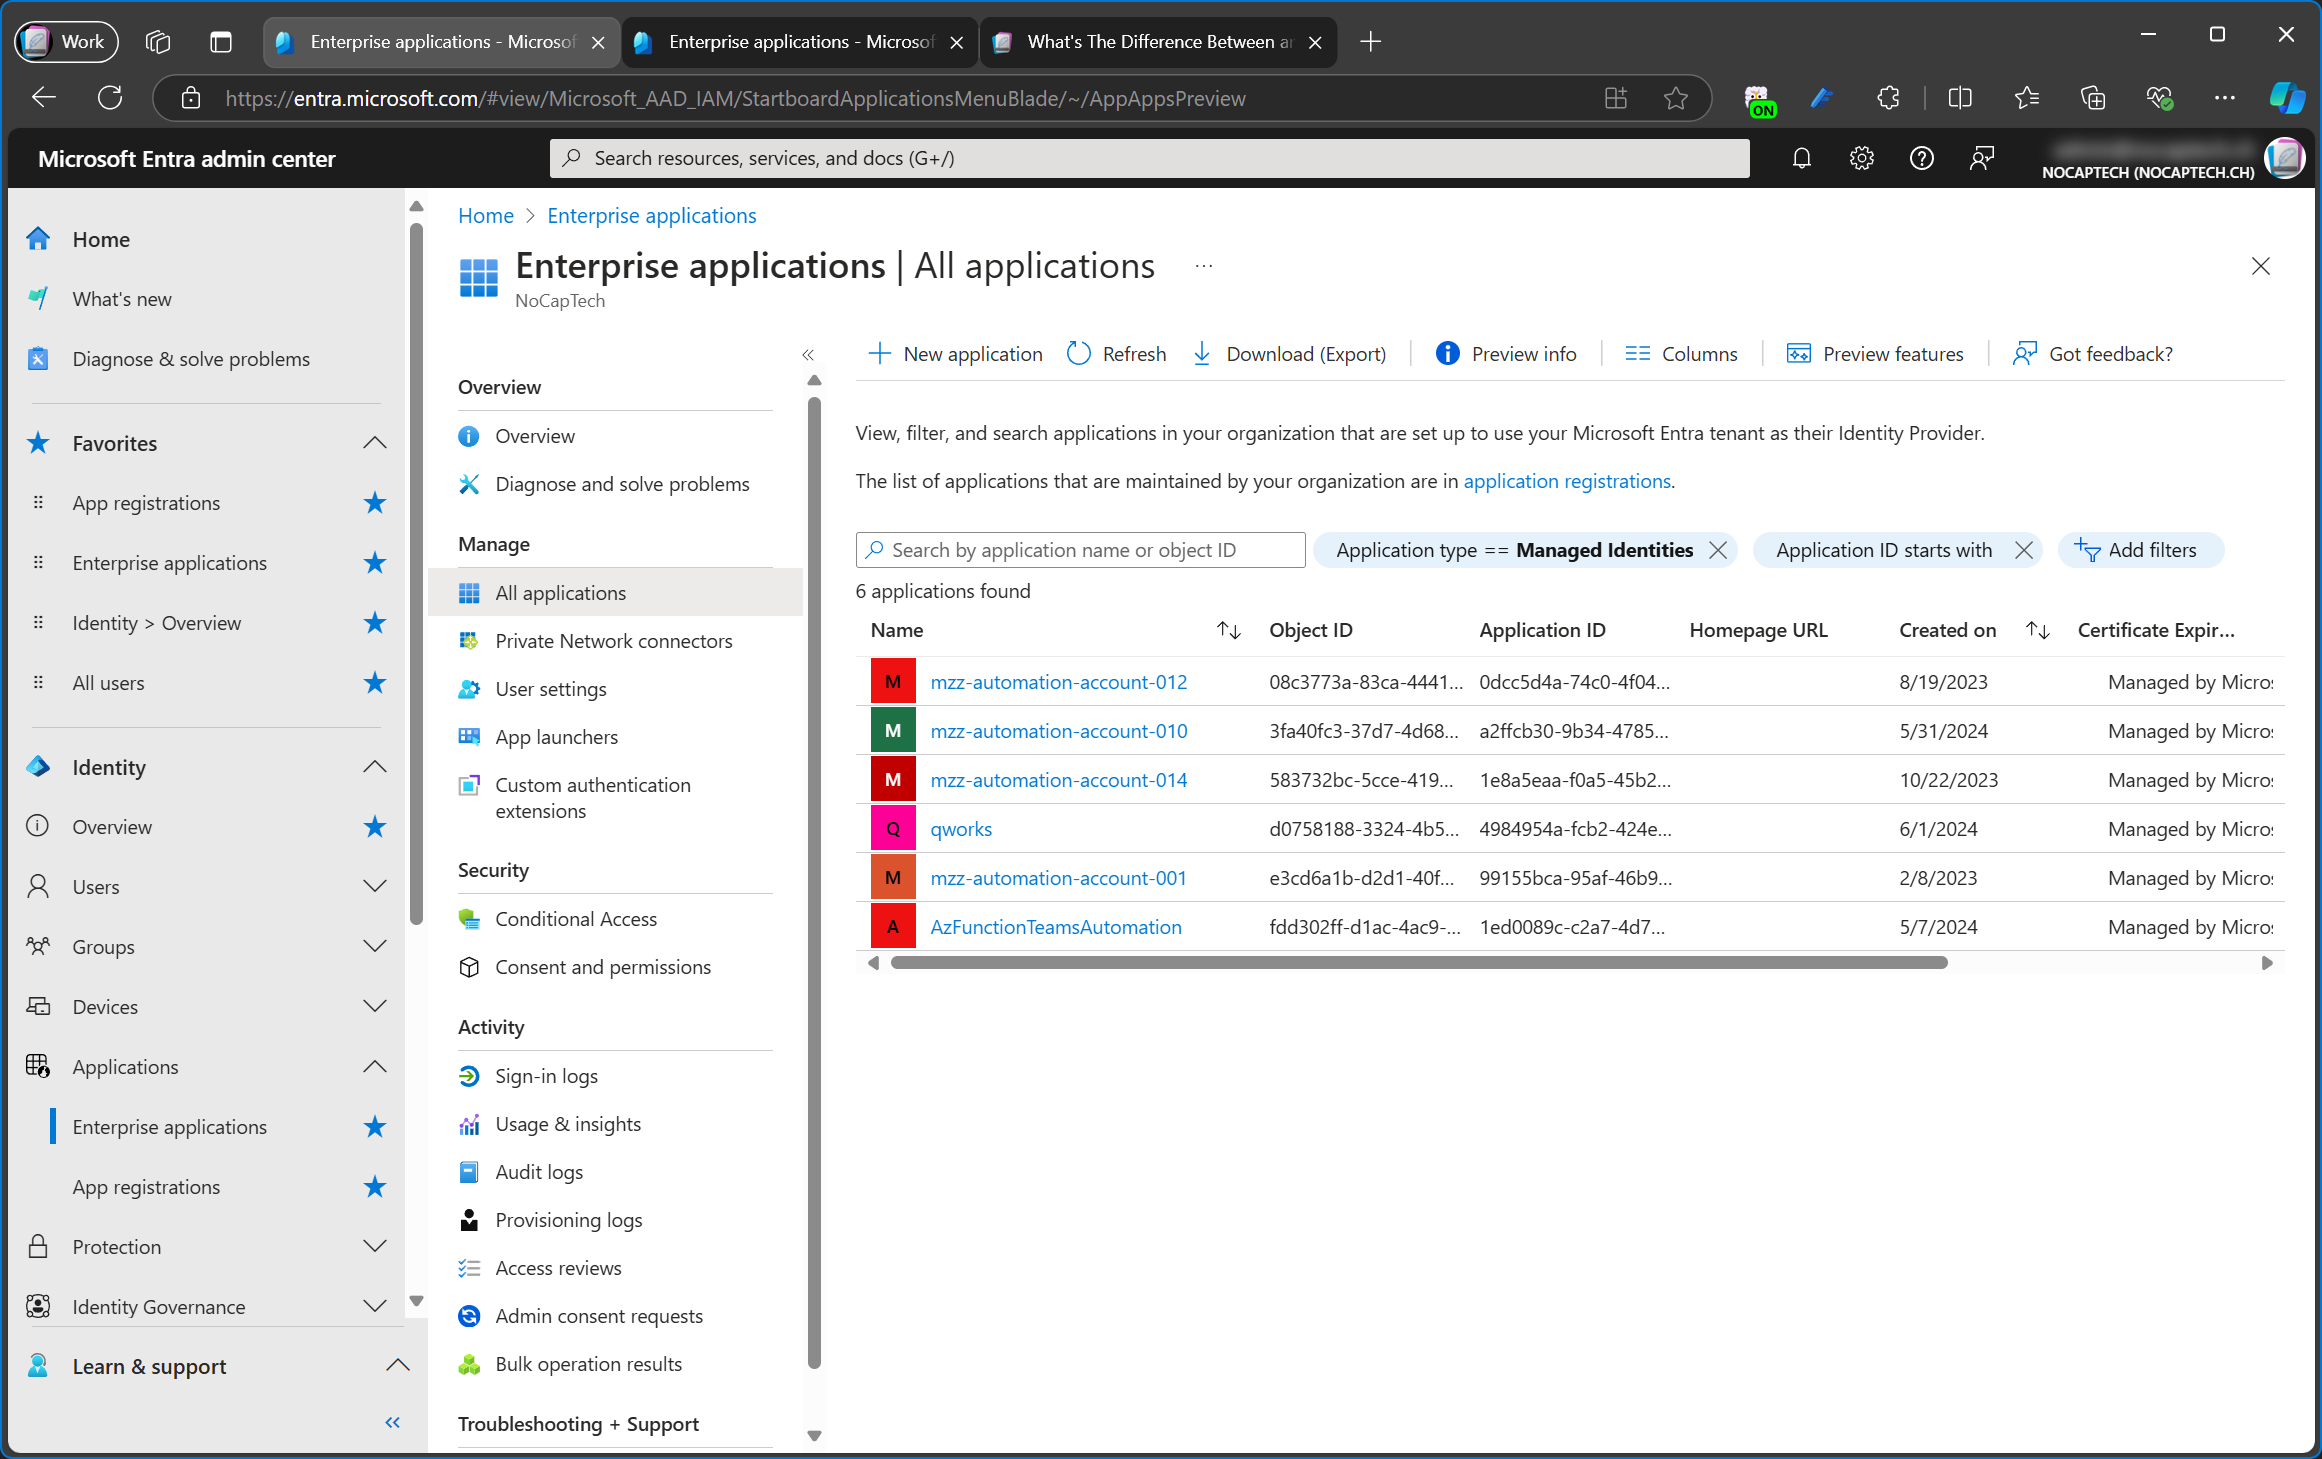 Work
Enterprise applications - Microsof
Enterprise applications - Microsof
What's The Difference Between a
https://entra.microsoft.com/#view/Microsoft_AAD_IAM/StartboardApplicationsMenuBlade/~/AppAppsPreview
ON
Microsoft Entra admin center
Search resources, services, and docs (G+/)
NOCAPTECH (NOCAPTECH.CH)
Home
What's new
Diagnose & solve problems
Favorites
App registrations
Enterprise applications
Identity > Overview
All users
Identity
Overview
Users
Groups
Devices
Applications
Enterprise applications
App registrations
Protection
Identity Governance
Learn & support
Home > Enterprise applications
Enterprise applications | All applications ...
NoCapTech
Overview
Overview
Diagnose and solve problems
Manage
All applications
Private Network connectors
User settings
App launchers
Custom authentication
extensions
Security
Conditional Access
Consent and permissions
Activity
Sign-in logs
Usage & insights
Audit logs
Provisioning logs
Access reviews
Admin consent requests
Bulk operation results
Troubleshooting + Support
New application Refresh Download (Export) Preview info Columns Preview features Got feedback?
View, filter, and search applications in your organization that are set up to use your Microsoft Entra tenant as their Identity Provider.
The list of applications that are maintained by your organization are in application registrations.
Search by application name or object ID Application type == Managed Identities Application ID starts with Add filters
6 applications found
Name Object ID Application ID Homepage URL Created on Certificate Expir...
M mzz-automation-account-012 08c3773a-83ca-4441... 0dcc5d4a-74c0-4f04... 8/19/2023 Managed by Micros
M mzz-automation-account-010 3fa40fc3-37d7-4d68... a2ffcb30-9b34-4785... 5/31/2024 Managed by Micros
M mzz-automation-account-014 583732bc-5cce-419... 1e8a5eaa-f0a5-45b2... 10/22/2023 Managed by Micros
Q qworks d0758188-3324-4b5... 4984954a-fcb2-424e... 6/1/2024 Managed by Micros
M mzz-automation-account-001 e3cd6a1b-d2d1-40f... 99155bca-95af-46b9... 2/8/2023 Managed by Micros
A AzFunctionTeamsAutomation fdd302ff-d1ac-4ac9-... 1ed0089c-c2a7-4d7... 5/7/2024 Managed by Micros